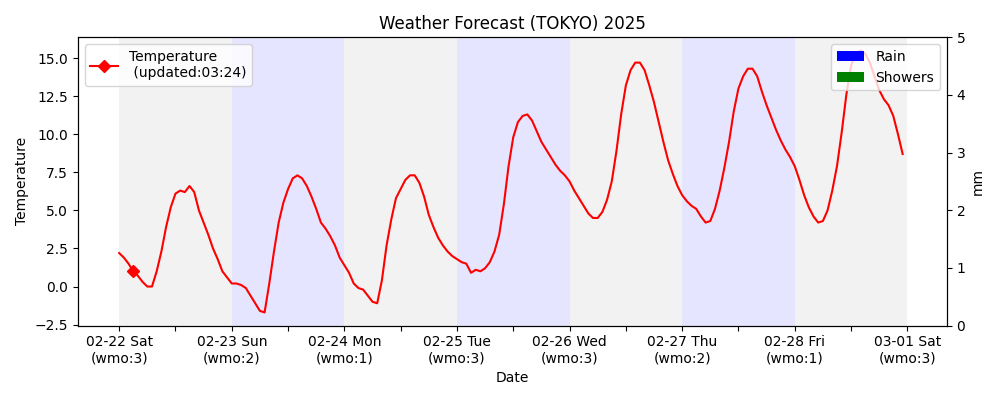 Weather Forecast (TOKYO) 2025
Temperature
(updated:03:24)
Rain
Showers
15.0
12.5
10.0
7.5
5.0
2.5
0.0
−2.5
Temperature
5
4
3
2
1
0
mm
02-22 Sat
(wmo:3)
02-23 Sun
(wmo:2)
02-24 Mon
(wmo:1)
02-25 Tue
(wmo:3)
02-26 Wed
(wmo:3)
02-27 Thu
(wmo:2)
02-28 Fri
(wmo:1)
03-01 Sat
(wmo:3)
Date